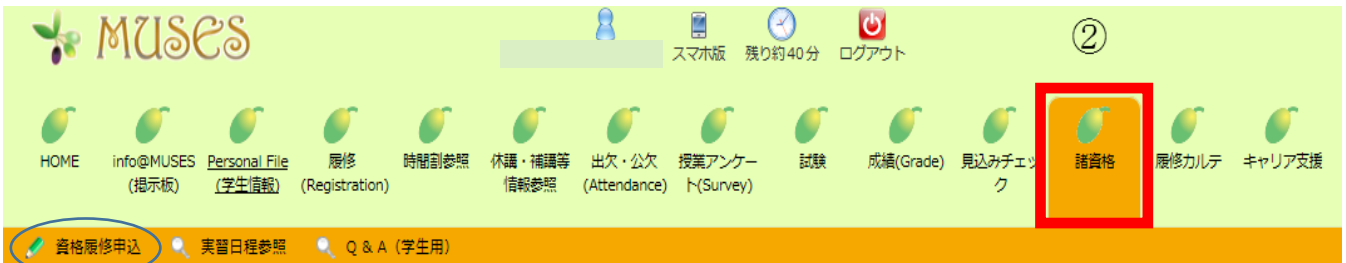 MUSES
スマホ版 残り約40分 ログアウト
②
HOME info@MUSES Personal File 履修 時間割参照 休講・補講等 出欠・公欠 授業アンケー 試験 成績(Grade) 見込みチェッ 諸資格 履修カルテ キャリア支援
(掲示板) (学生情報) (Registration) 情報参照 (Attendance) ト(Survey) ク
資格履修申込 実習日程参照 Q & A（学生用）